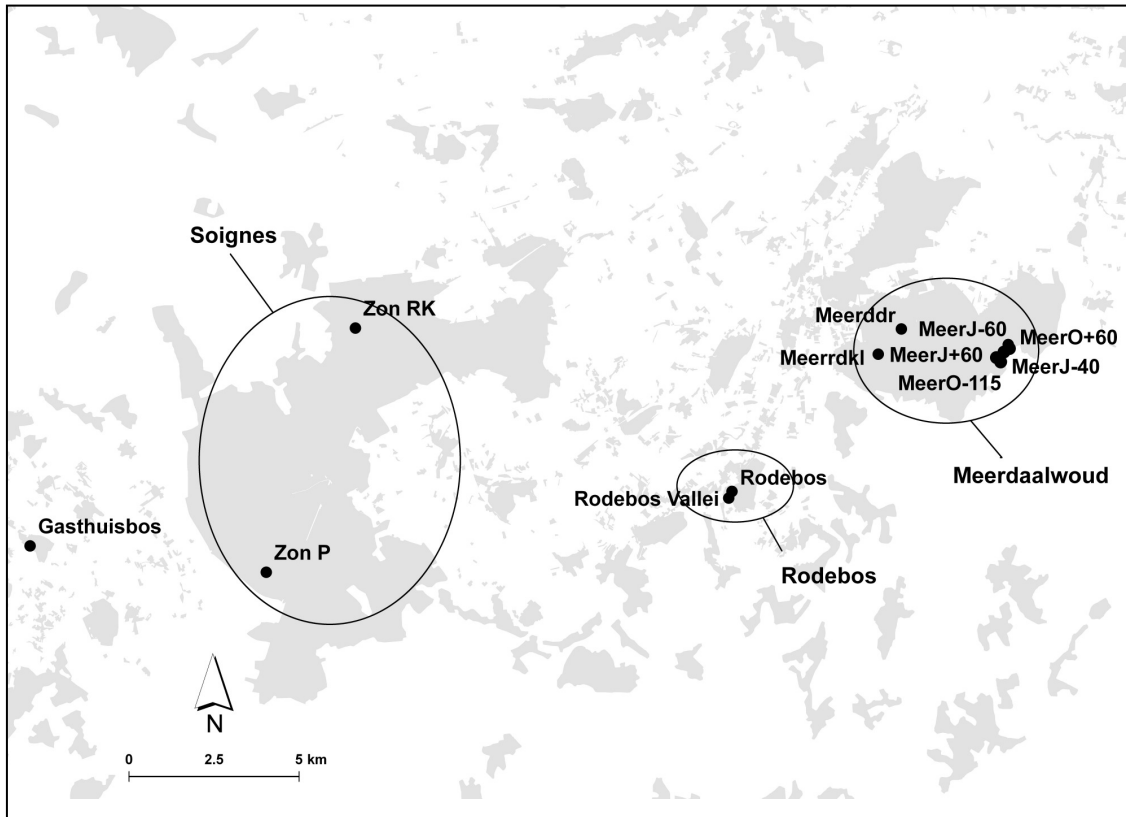 Soignes
Zon RK
Meerddr
MeerJ-60
MeerO+60
Meerrdkl
MeerJ+60
MeerJ-40
MeerO-115
Meerdaalwoud
Rodebos
Rodebos Vallei
Gasthuisbos
Zon P
Rodebos
N
0 2.5 5 km